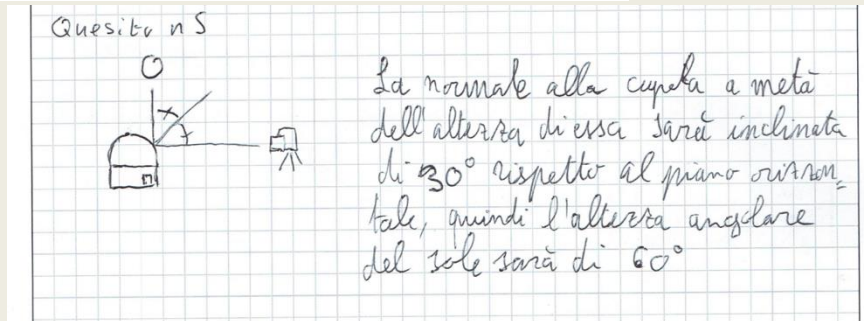 Quesito n 5
La normale alla cupola a metà
dell'altezza di essa sarà inclinata
di 30° rispetto al piano orizzon=
tale, quindi l'altezza angolare
del sole sarà di 60°
x
x